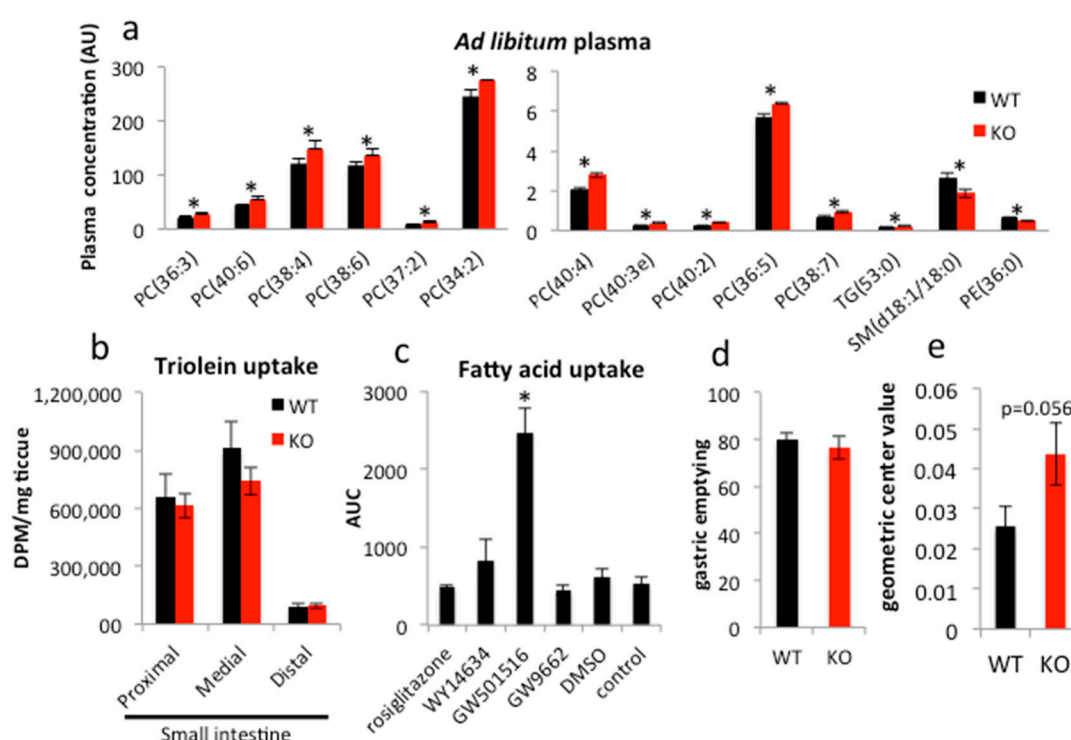 a
Ad libitum plasma
Plasma concentration (AU)
300
200
100
0
* * * * * *
PC(36:3) PC(40:6) PC(38:4) PC(38:6) PC(37:2) PC(34:2)
8
6
4
2
0
* * * * * * * *
WT
KO
PC(40:4) PC(40:3e) PC(40:2) PC(36:5) PC(38:7) TG(53:0) SM(d18:1/18:0) PE(36:0)
b
Triolein uptake
DPM/mg ticcue
1,200,000
900,000
600,000
300,000
00
WT
KO
Proximal Medial Distal
Small intestine
c
Fatty acid uptake
AUC
3000
2000
1000
0
*
rosiglitazone WY14634 GW501516 GW9662 DMSO control
d
gastric emptying
100
80
60
40
20
0
WT KO
e
geometric center value
0.06
0.05
0.04
0.03
0.02
0.01
0
p=0.056
WT KO